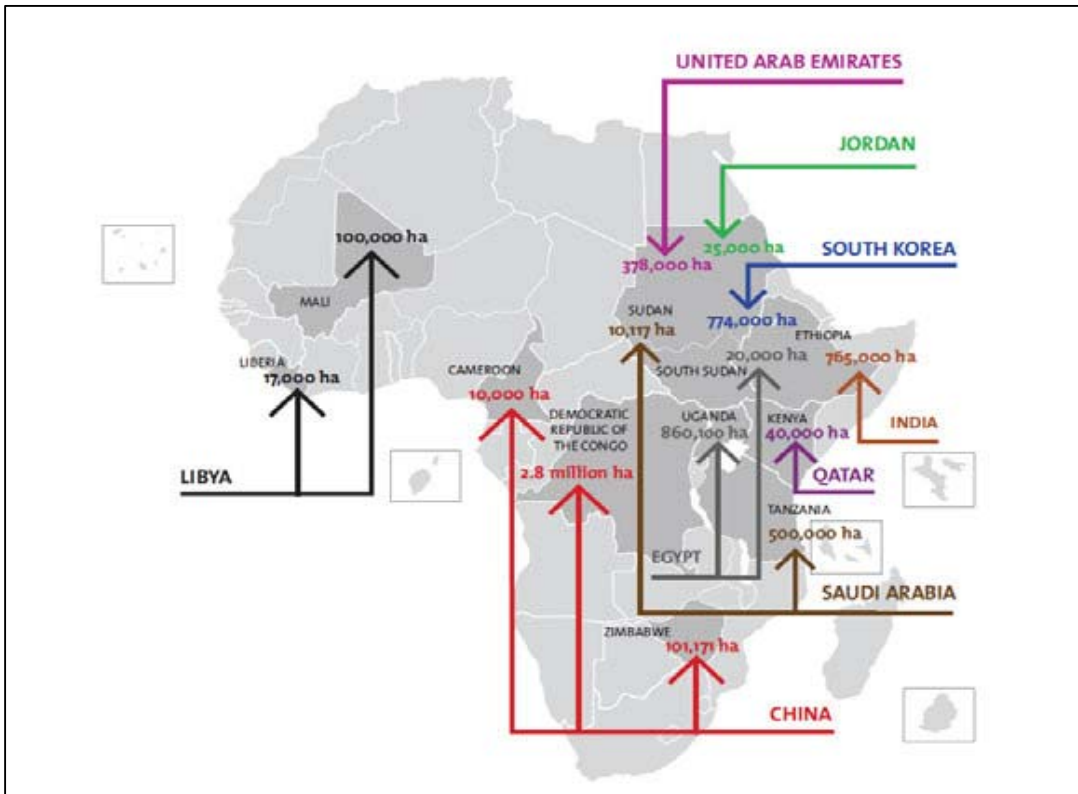 UNITED ARAB EMIRATES
JORDAN
100,000 ha
25,000 ha
SOUTH KOREA
378,000 ha
MALI
SUDAN
774,000 ha
10,117 ha
ETHIOPIA
20,000 ha
765,000 ha
LIBERIA
17,000 ha
CAMEROON
SOUTH SUDAN
10,000 ha
DEMOCRATIC
REPUBLIC OF
THE CONGO
UGANDA
860,100 ha
KENYA
40,000 ha
INDIA
2.8 million ha
LIBYA
QATAR
TANZANIA
500,000 ha
EGYPT
SAUDI ARABIA
ZIMBABWE
101,171 ha
CHINA